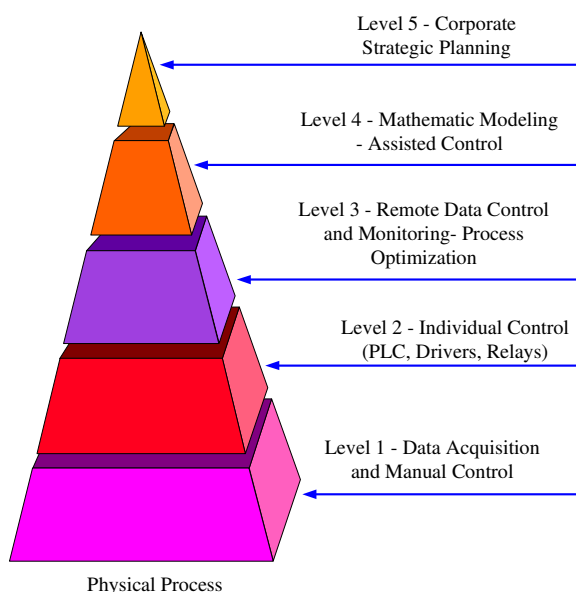 Level 5 - Corporate
Strategic Planning
Level 4 - Mathematic Modeling
- Assisted Control
Level 3 - Remote Data Control
and Monitoring- Process
Optimization
Level 2 - Individual Control
(PLC, Drivers, Relays)
Level 1 - Data Acquisition
and Manual Control
Physical Process